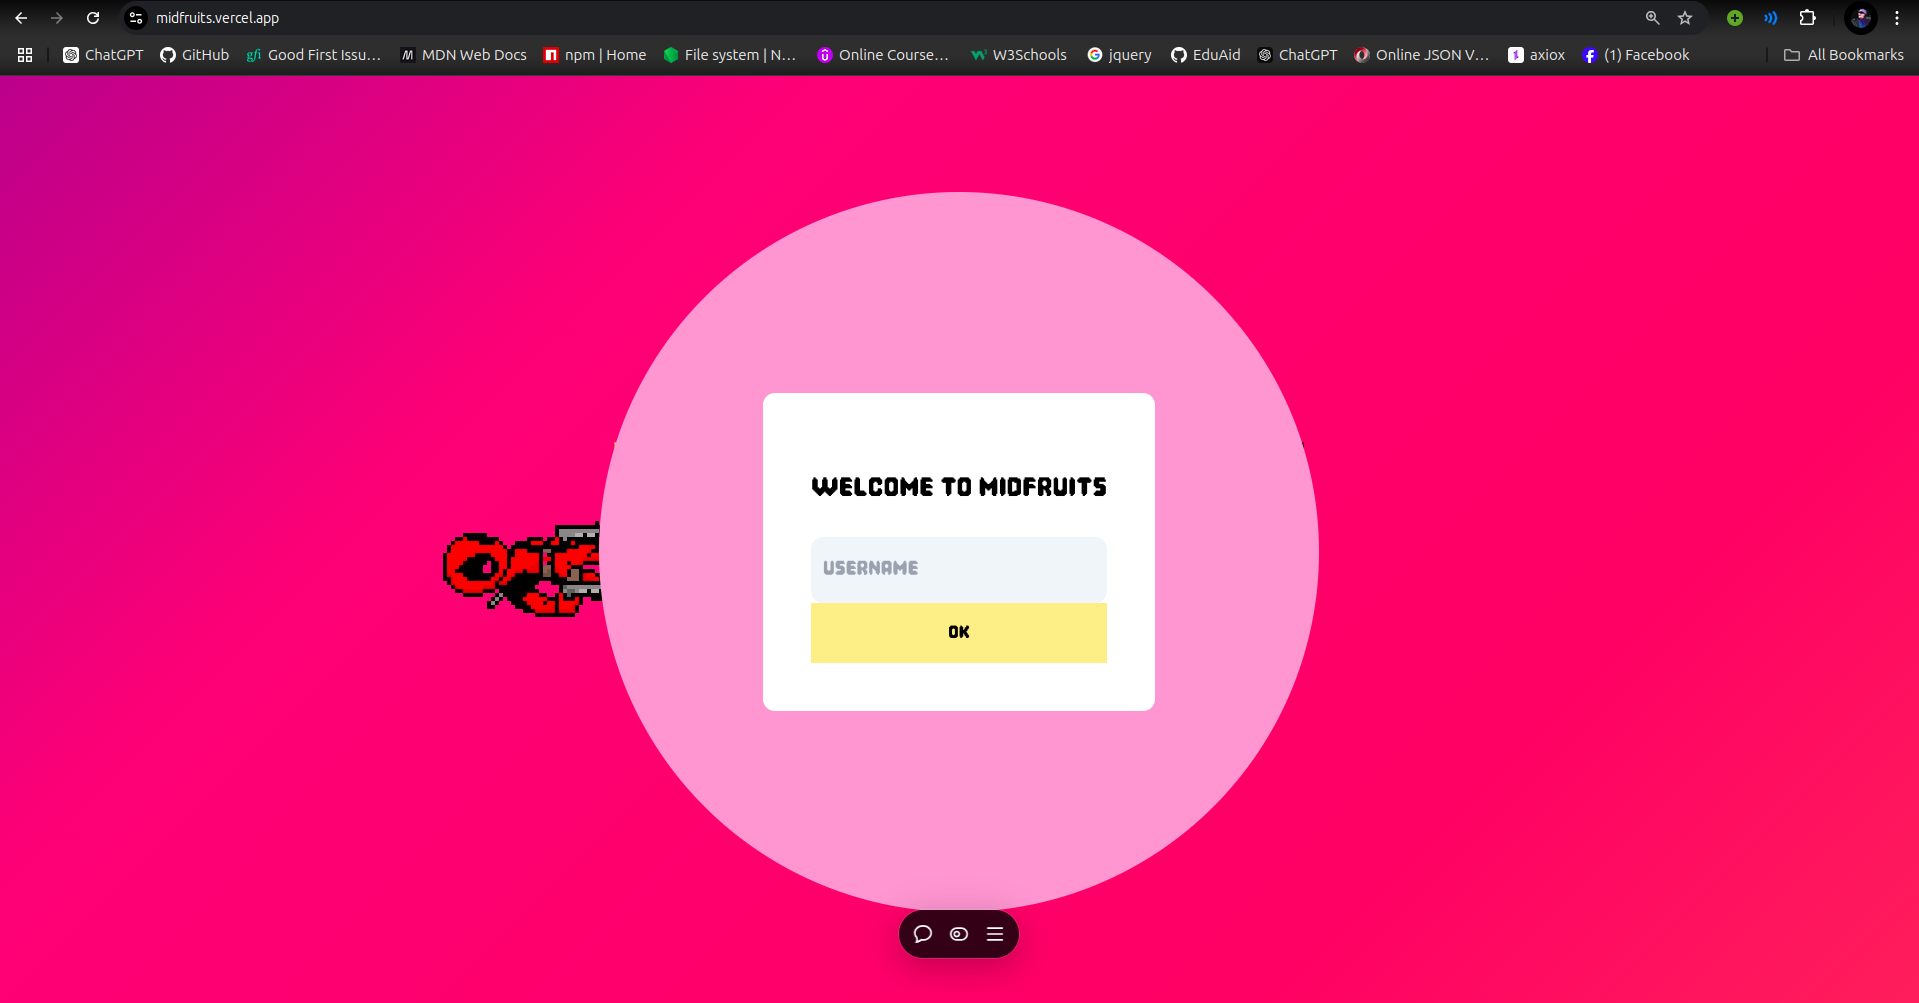 midfruits.vercel.app
ChatGPT GitHub gfi Good First Issu... M MDN Web Docs n npm | Home File system | N... Online Course... W3Schools jquery EduAid ChatGPT Online JSON V... axiox (1) Facebook All Bookmarks
WELCOME TO MIDFRUITS
USERNAME
OK